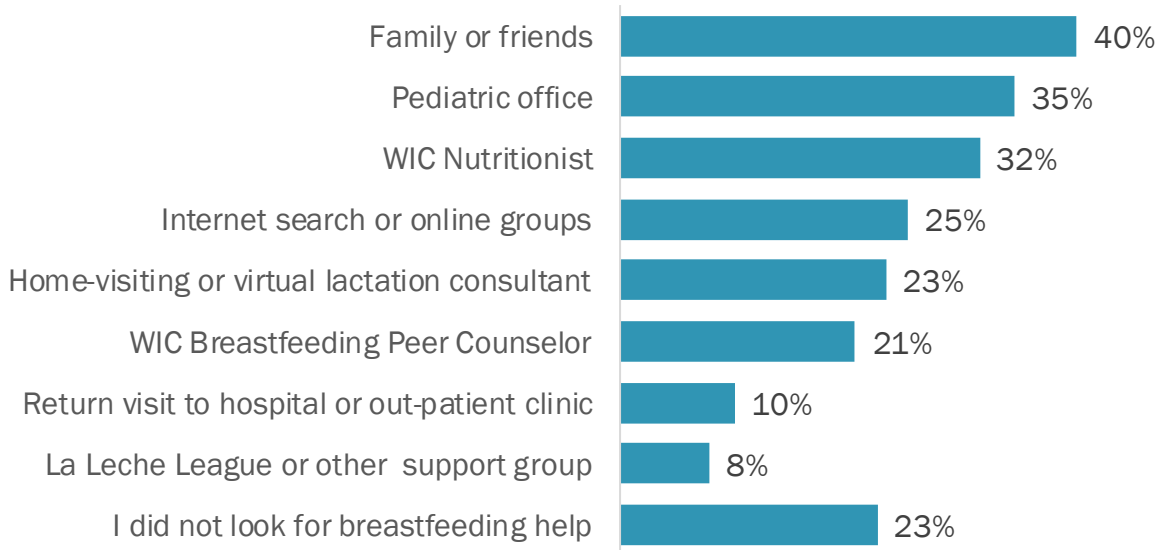 Family or friends 40%
Pediatric office 35%
WIC Nutritionist 32%
Internet search or online groups 25%
Home-visiting or virtual lactation consultant 23%
WIC Breastfeeding Peer Counselor 21%
Return visit to hospital or out-patient clinic 10%
La Leche League or other support group 8%
I did not look for breastfeeding help 23%